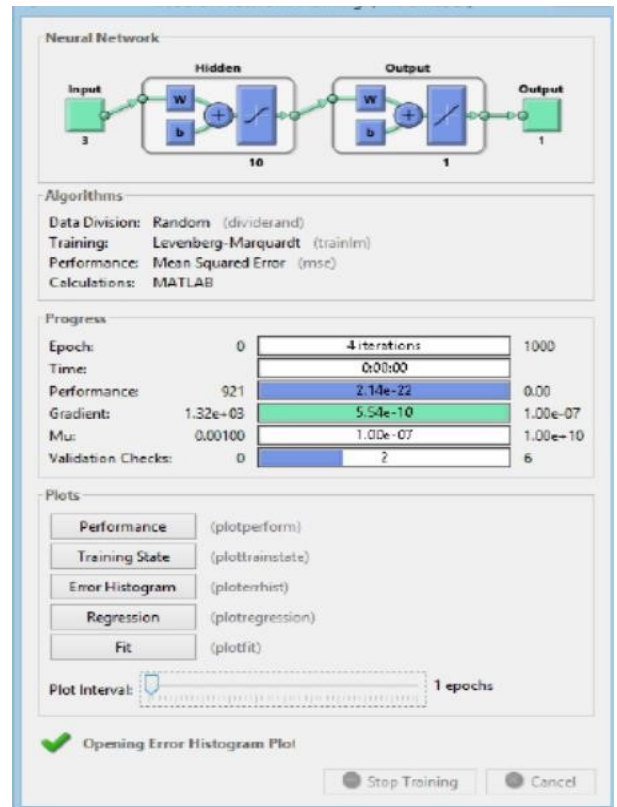 Neural Network
Hidden
Output
Input
Output
W
W
b
b
3
10
1
1
Algorithms
Data Division: Random (dividerand)
Training: Levenberg-Marquardt (trainlm)
Performance: Mean Squared Error (mse)
Calculations: MATLAB
Progress
Epoch: 0 4 iterations 1000
Time: 0:00:00
Performance: 921 2.14e-22 0.00
Gradient: 1.32e+03 5.54e-10 1.00e-07
Mu: 0.00100 1.00e-07 1.00e+10
Validation Checks: 0 2 6
Plots
Performance (plotperform)
Training State (plottrainstate)
Error Histogram (ploterrhist)
Regression (plotregression)
Fit (plotfit)
Plot Interval: 1 epochs
Opening Error Histogram Plot
Stop Training Cancel